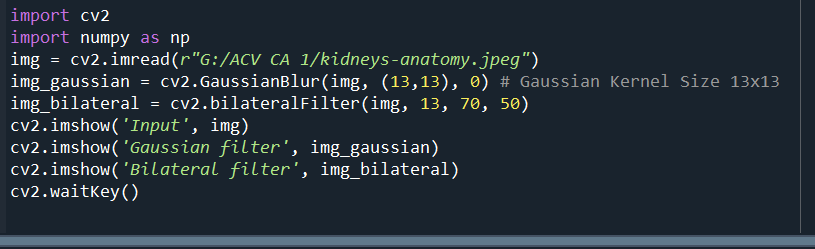 import cv2
import numpy as np
img = cv2.imread(r"G:/ACV CA 1/kidneys-anatomy.jpeg")
img_gaussian = cv2.GaussianBlur(img, (13,13), 0) # Gaussian Kernel Size 13x13
img_bilateral = cv2.bilateralFilter(img, 13, 70, 50)
cv2.imshow('Input', img)
cv2.imshow('Gaussian filter', img_gaussian)
cv2.imshow('Bilateral filter', img_bilateral)
cv2.waitKey()